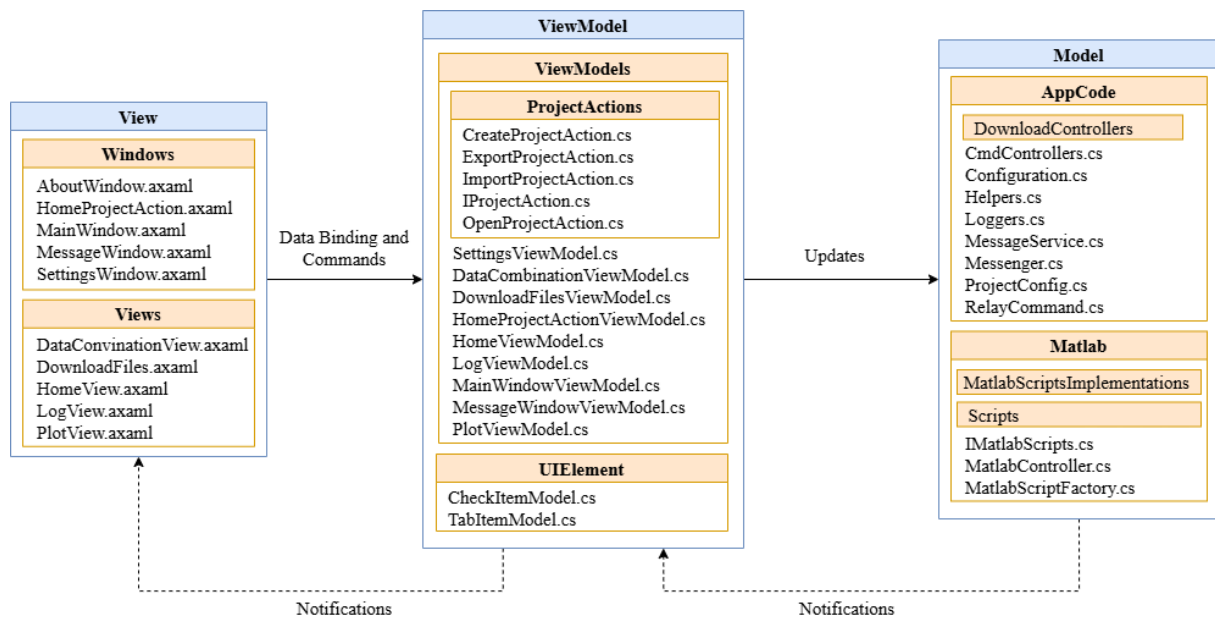 View
Windows
AboutWindow.axaml
HomeProjectAction.axaml
MainWindow.axaml
MessageWindow.axaml
SettingsWindow.axaml
Views
DataConvinationView.axaml
DownloadFiles.axaml
HomeView.axaml
LogView.axaml
PlotView.axaml
Data Binding and
Commands
ViewModel
ViewModels
ProjectActions
CreateProjectAction.cs
ExportProjectAction.cs
ImportProjectAction.cs
IProjectAction.cs
OpenProjectAction.cs
SettingsViewModel.cs
DataCombinationViewModel.cs
DownloadFilesViewModel.cs
HomeProjectActionViewModel.cs
HomeViewModel.cs
LogViewModel.cs
MainWindowViewModel.cs
MessageWindowViewModel.cs
PlotViewModel.cs
UIElement
CheckItemModel.cs
TabItemModel.cs
Updates
Model
AppCode
DownloadControllers
CmdControllers.cs
Configuration.cs
Helpers.cs
Loggers.cs
MessageService.cs
Messenger.cs
ProjectConfig.cs
RelayCommand.cs
Matlab
MatlabScriptsImplementations
Scripts
IMatlabScripts.cs
MatlabController.cs
MatlabScriptFactory.cs
Notifications
Notifications